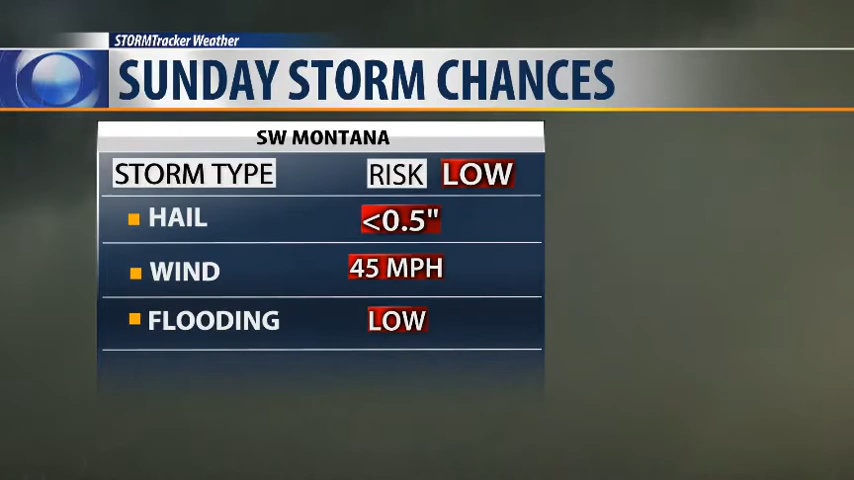 STORMTracker Weather
SUNDAY STORM CHANCES
SW MONTANA
STORM TYPE RISK LOW
HAIL <0.5"
WIND 45 MPH
FLOODING LOW